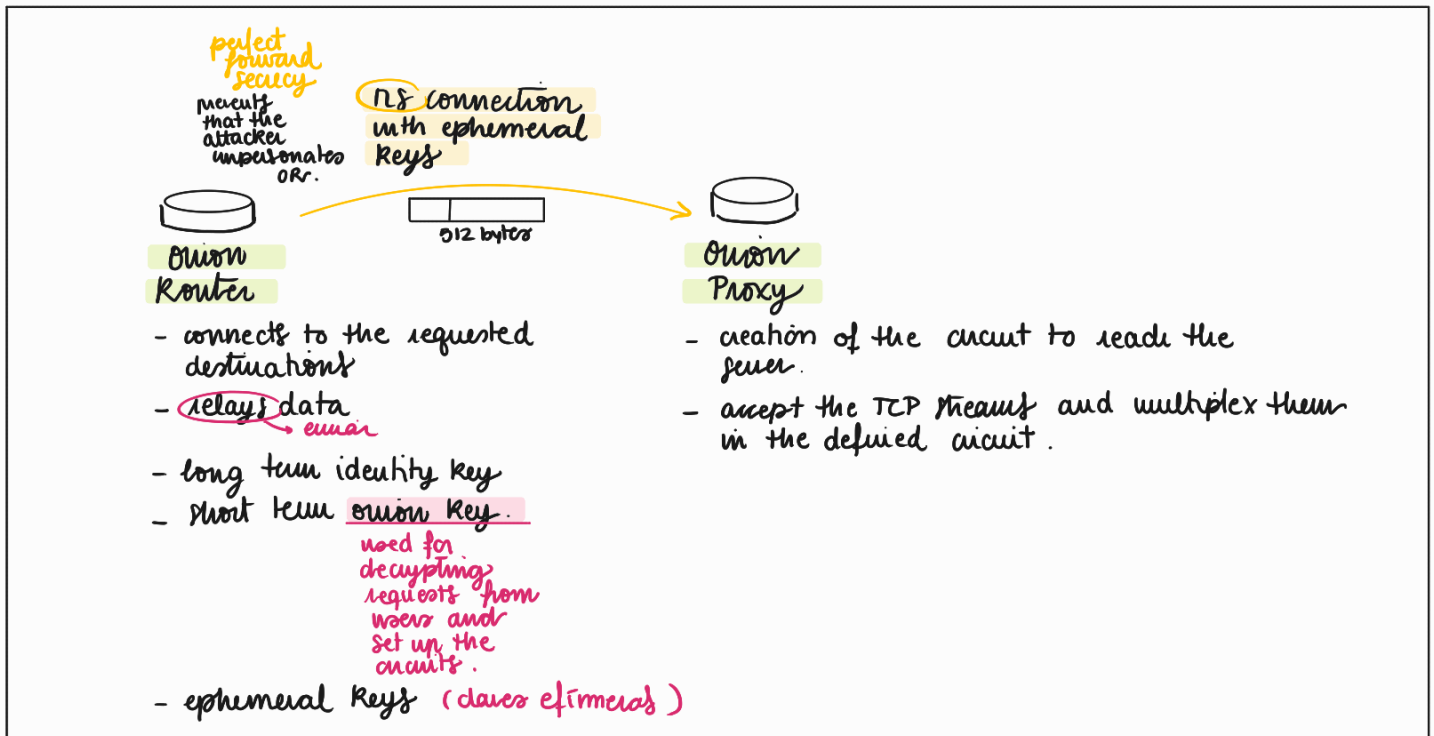 perfect
forward
secrecy
prevents
that the
attacker
impersonates
OR.
TLS connection
with ephemeral
keys
512 bytes
Onion
Router
- connects to the requested
destinations
- relays data
enviar
- long term identity key
- short term onion key.
used for
decrypting
requests from
users and
set up the
circuits.
- ephemeral keys (claves efímeras)
Onion
Proxy
- creation of the circuit to reach the
server.
- accept the TCP streams and multiplex them
in the defined circuit.